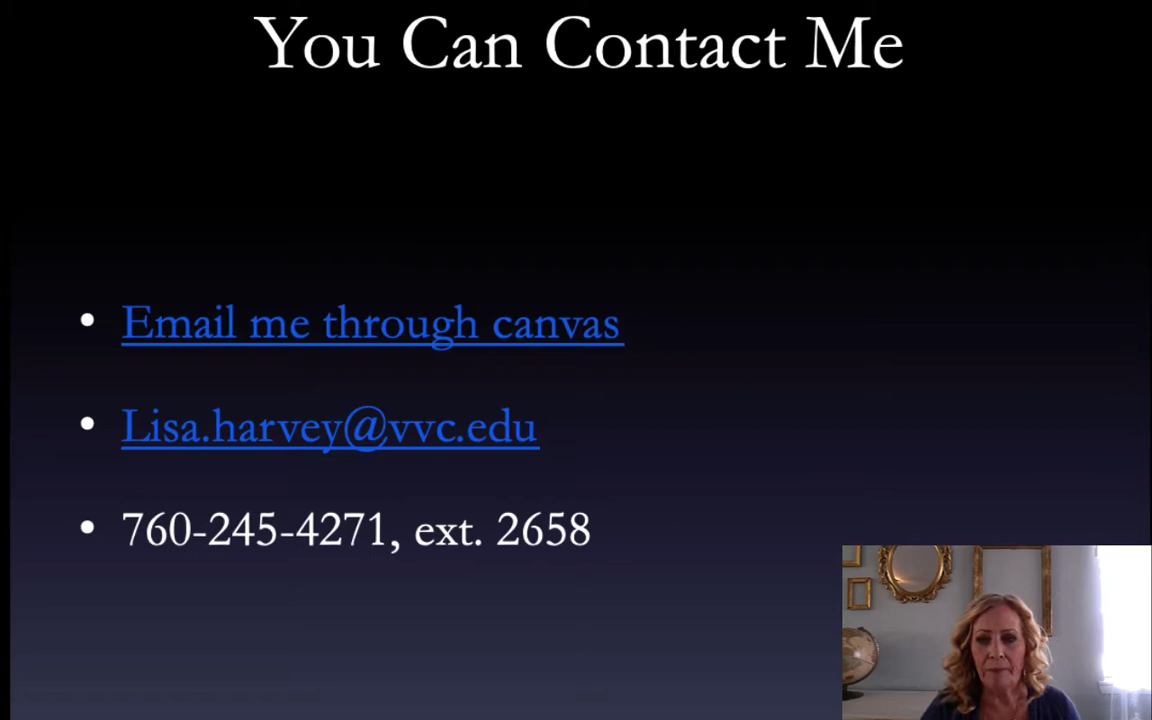 You Can Contact Me
• Email me through canvas
• Lisa.harvey@vvc.edu
• 760-245-4271, ext. 2658